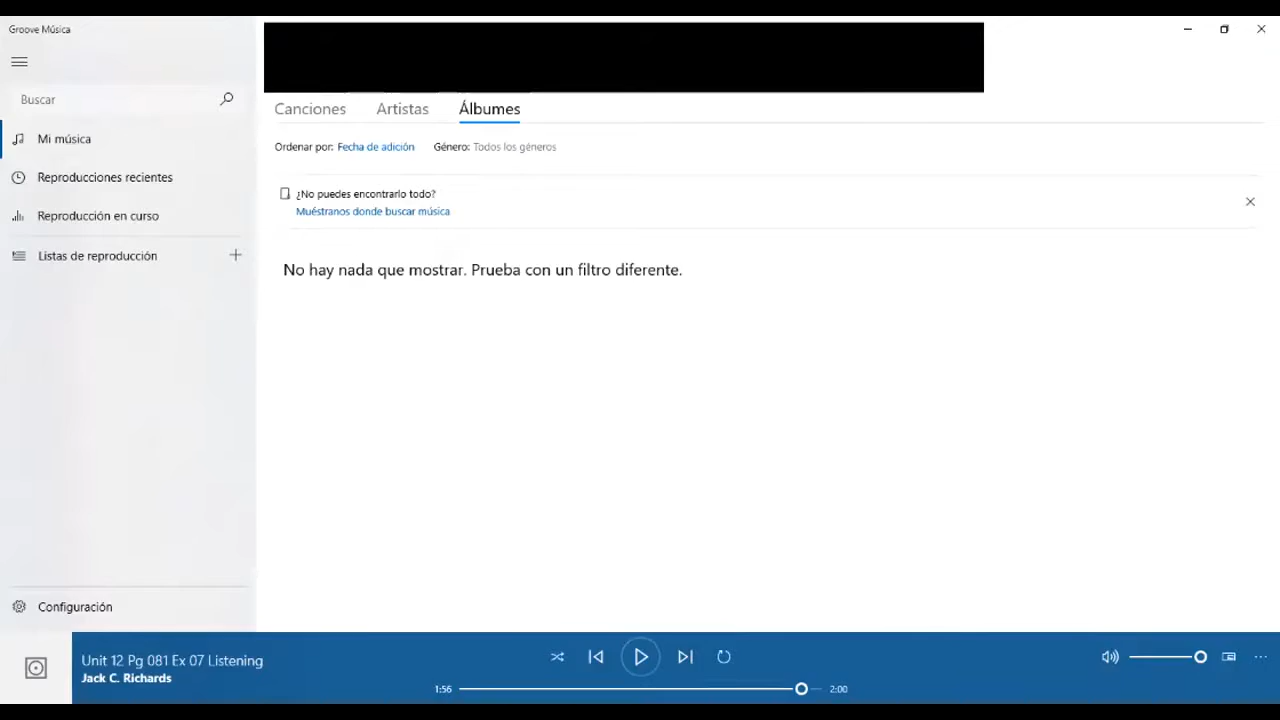 Groove Música
Buscar
Mi música
Reproducciones recientes
Reproducción en curso
Listas de reproducción
Configuración
Canciones Artistas Álbumes
Ordenar por: Fecha de adición Género: Todos los géneros
¿No puedes encontrarlo todo?
Muéstranos donde buscar música
No hay nada que mostrar. Prueba con un filtro diferente.
Unit 12 Pg 081 Ex 07 Listening
Jack C. Richards
1:56 2:00